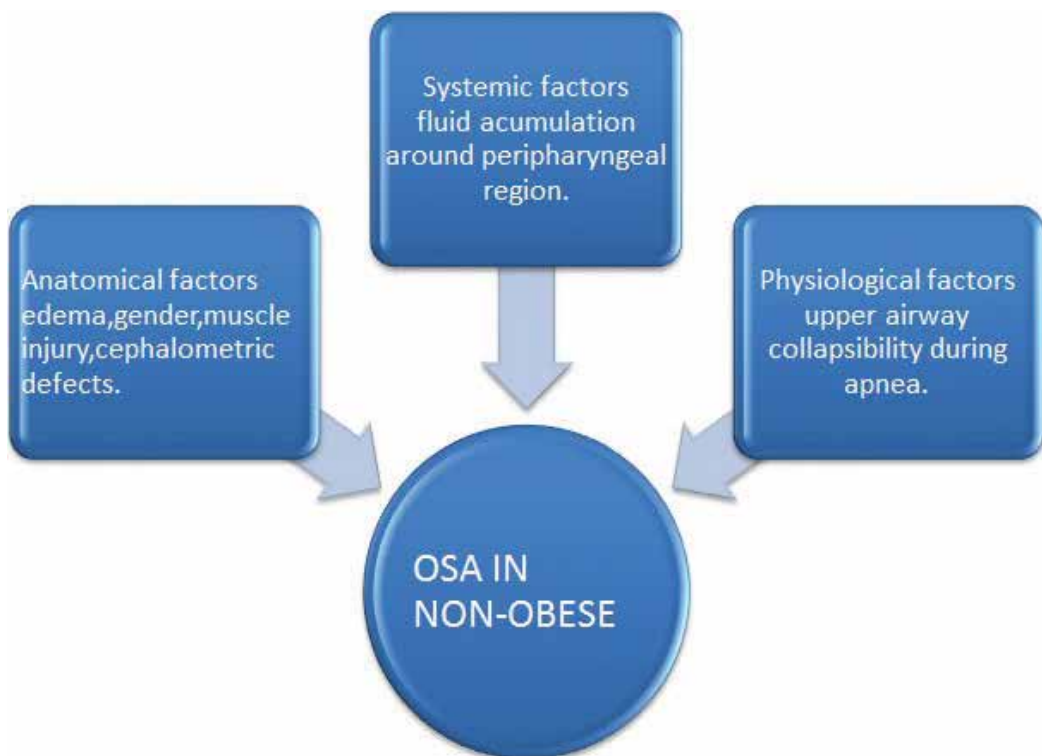 Systemic factors
fluid acumulation
around peripharyngeal
region.
Anatomical factors
edema,gender,muscle
injury,cephalometric
defects.
Physiological factors
upper airway
collapsibility during
apnea.
OSA IN
NON-OBESE